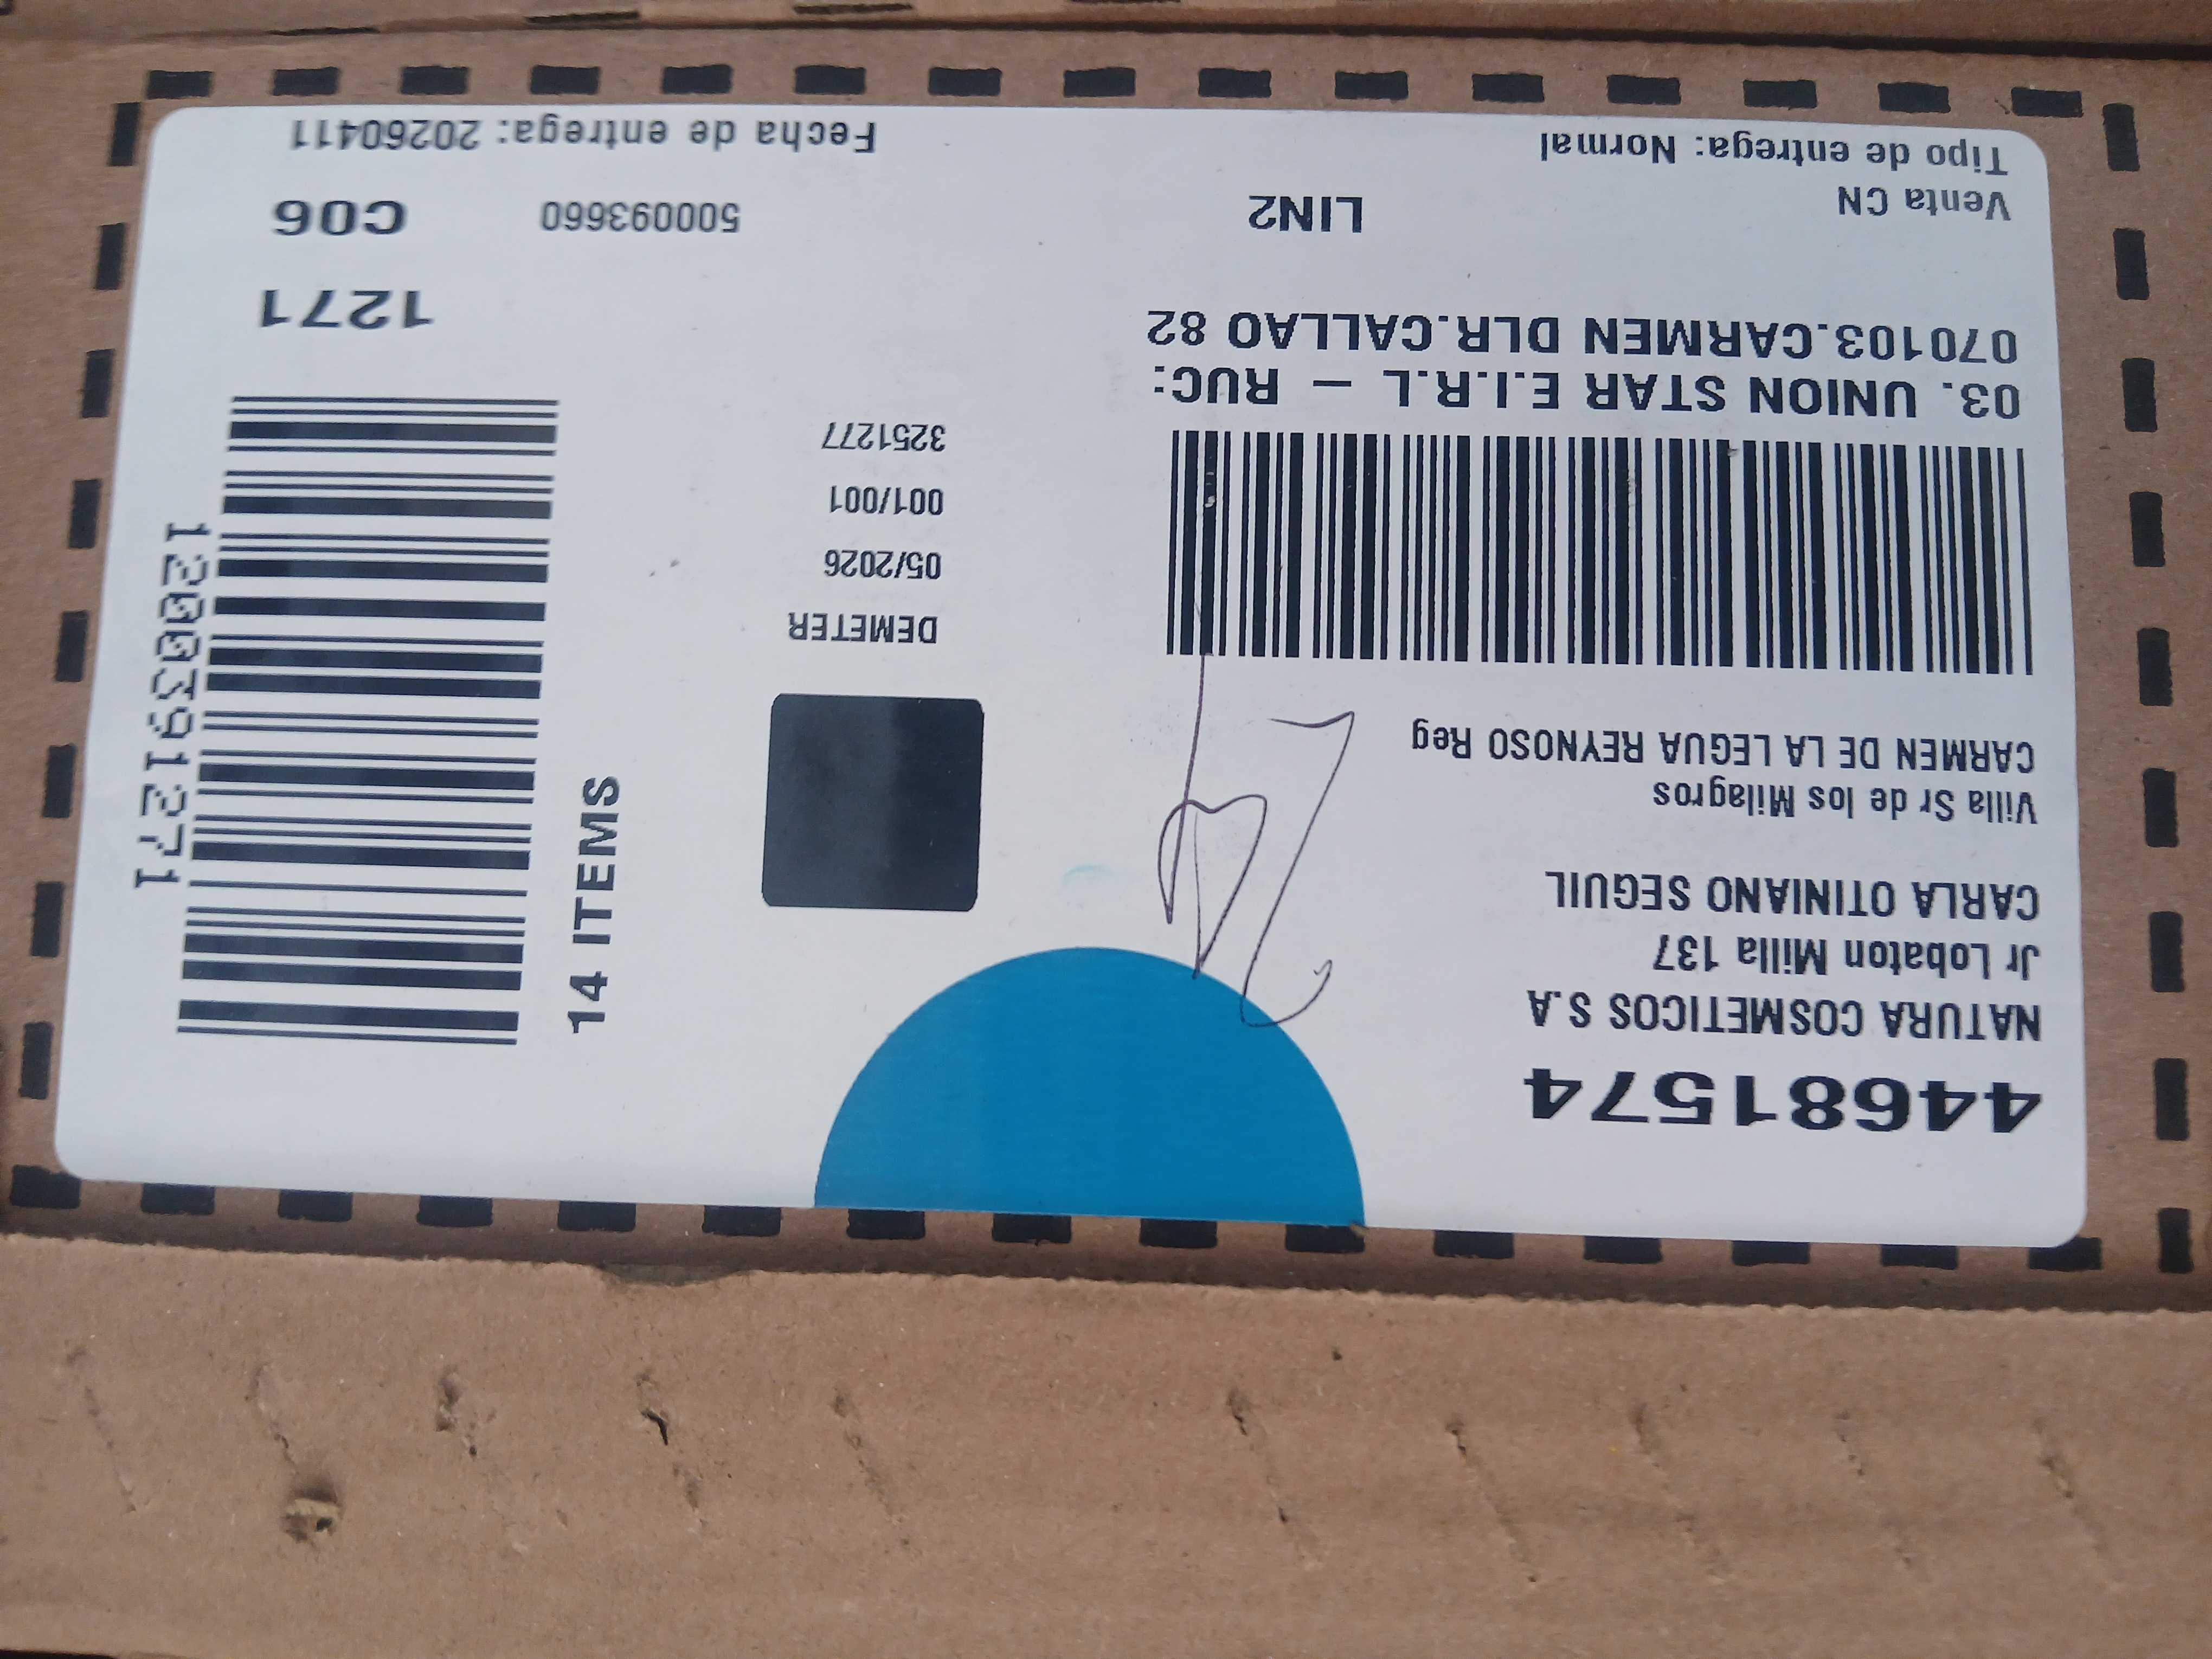 44681574
NATURA COSMETICOS S.A
Jr Lobaton Milla 137
CARLA OTINIANO SEGUIL
Villa Sr de los Milagros
CARMEN DE LA LEGUA REYNOSO Reg
03. UNION STAR E.I.R.L - RUC:
070103.CARMEN DLR.CALLAO 82
Venta CN
LIN2
Tipo de entrega: Normal
DEMETER
05/2026
001/001
3251277
14 ITEMS
1200391271
1271
500093660
C06
Fecha de entrega: 20260411